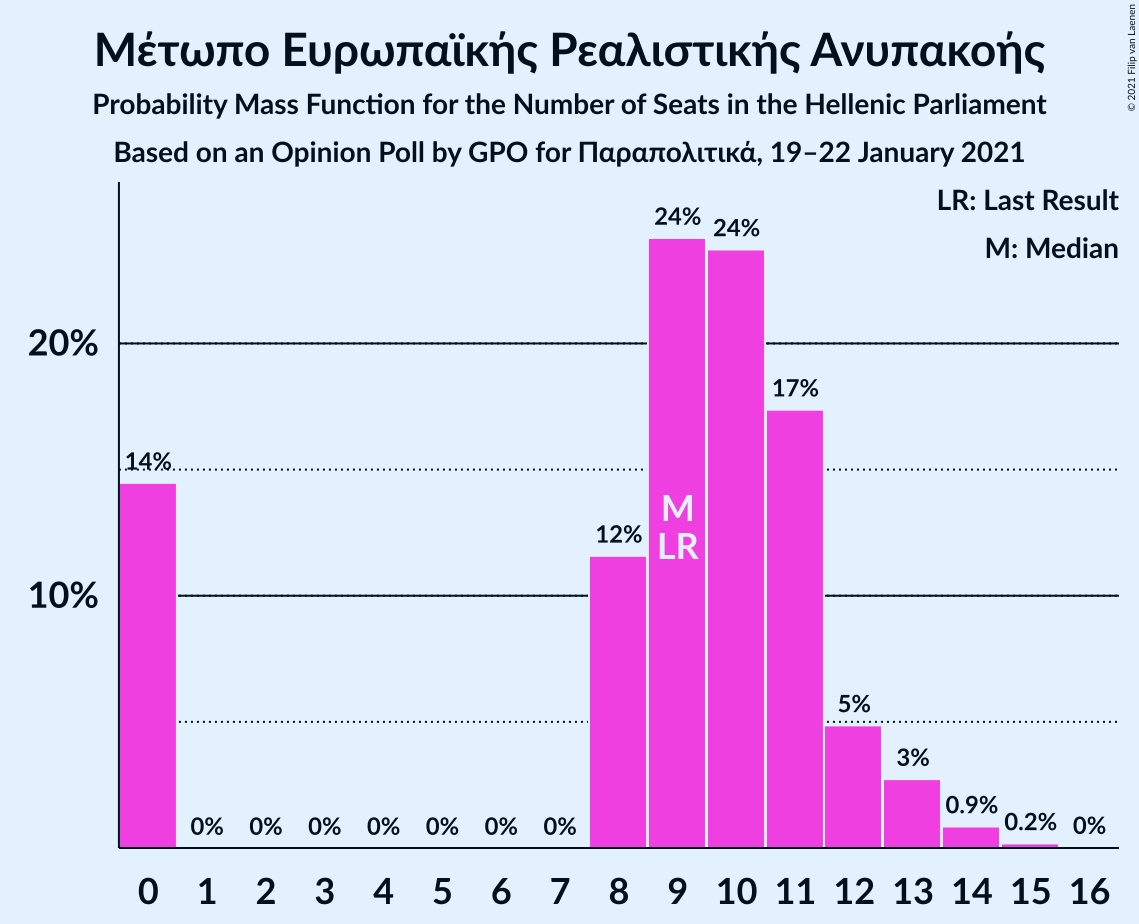 Μέτωπο Ευρωπαϊκής Ρεαλιστικής Ανυπακοής
Probability Mass Function for the Number of Seats in the Hellenic Parliament
Based on an Opinion Poll by GPO for Παραπολιτικά, 19–22 January 2021
© 2021 Filip van Laenen
LR: Last Result
M: Median
24%
24%
20%
17%
14%
12%
M
LR
10%
5%
3%
0.9%
0.2%
0% 0% 0% 0% 0% 0% 0% 0%
0 1 2 3 4 5 6 7 8 9 10 11 12 13 14 15 16